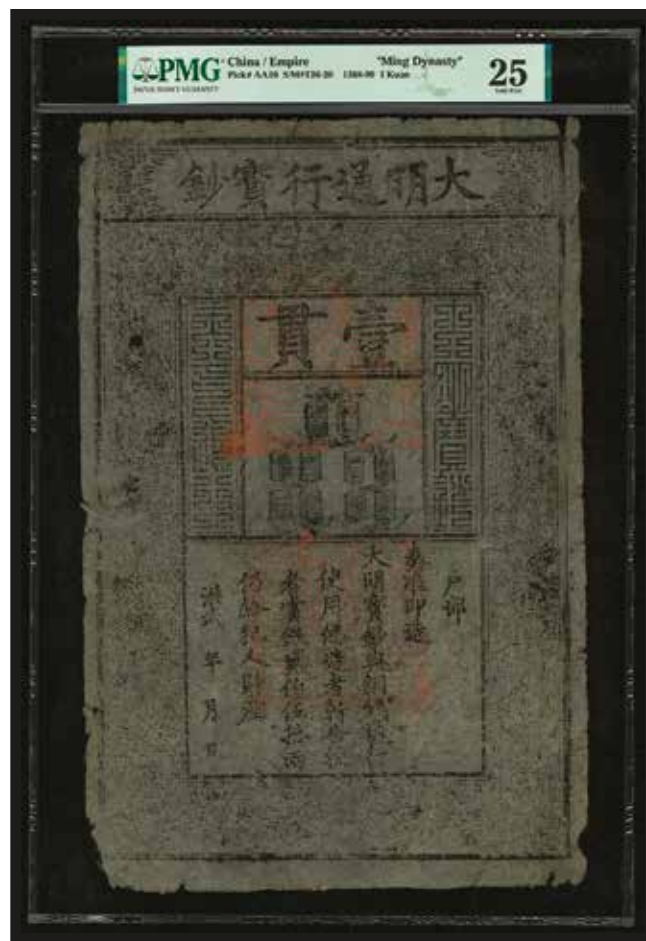 PMG
China / Empire "Ming Dynasty"
Pick# AA10 S/M#T36-20 1368-99 1 Kuan
25
大明通行寶鈔
壹貫
戶部
奏准印造
大明寶鈔與銅錢通行
使用偽造者斬告捕
者賞銀貳伯伍拾兩
仍給犯人財產
洪武 年 月 日